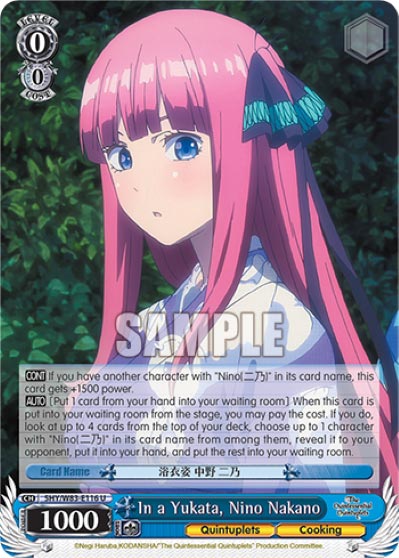 LEVEL
0
0
COST
SAMPLE
CONT If you have another character with "Nino(二乃)" in its card name, this
card gets +1500 power.
AUTO [Put 1 card from your hand into your waiting room] When this card is
put into your waiting room from the stage, you may pay the cost. If you do,
look at up to 4 cards from the top of your deck, choose up to 1 character
with "Nino(二乃)" in its card name from among them, reveal it to your
opponent, put it into your hand, and put the rest into your waiting room.
Card Name
浴衣姿 中野 二乃
CH
5HY/W83-E116 U
1000
In a Yukata, Nino Nakano
The
Quintessential
Quintuplets
Quintuplets
Cooking
©Negi Haruba,KODANSHA/"The Quintessential Quintuplets" Production Committee